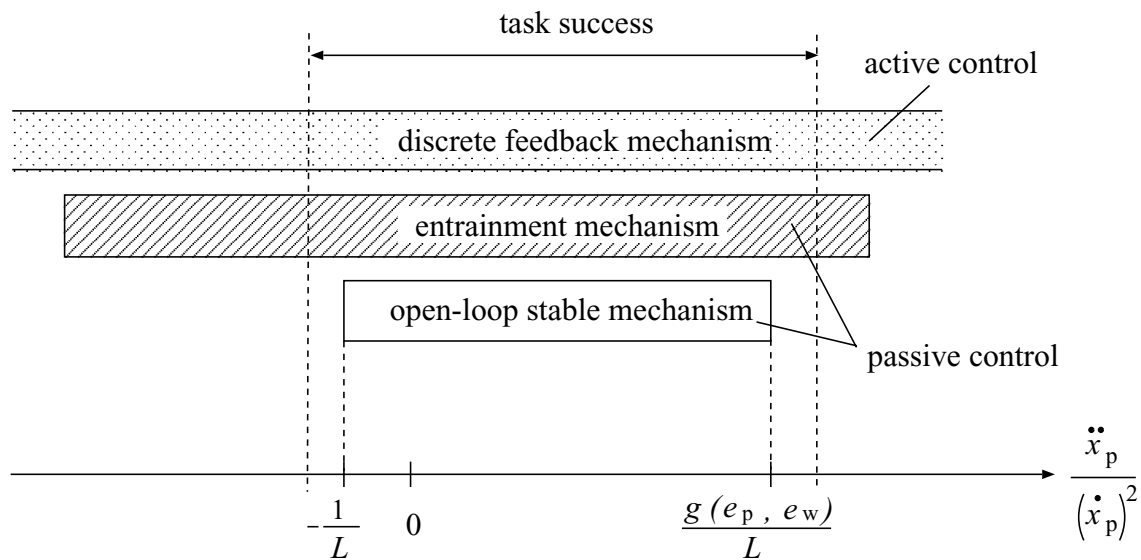 task success
active control
discrete feedback mechanism
entrainment mechanism
open-loop stable mechanism
passive control
-1/L
0
g (e_p , e_w)/L
ẍ_p/(ẋ_p)^2